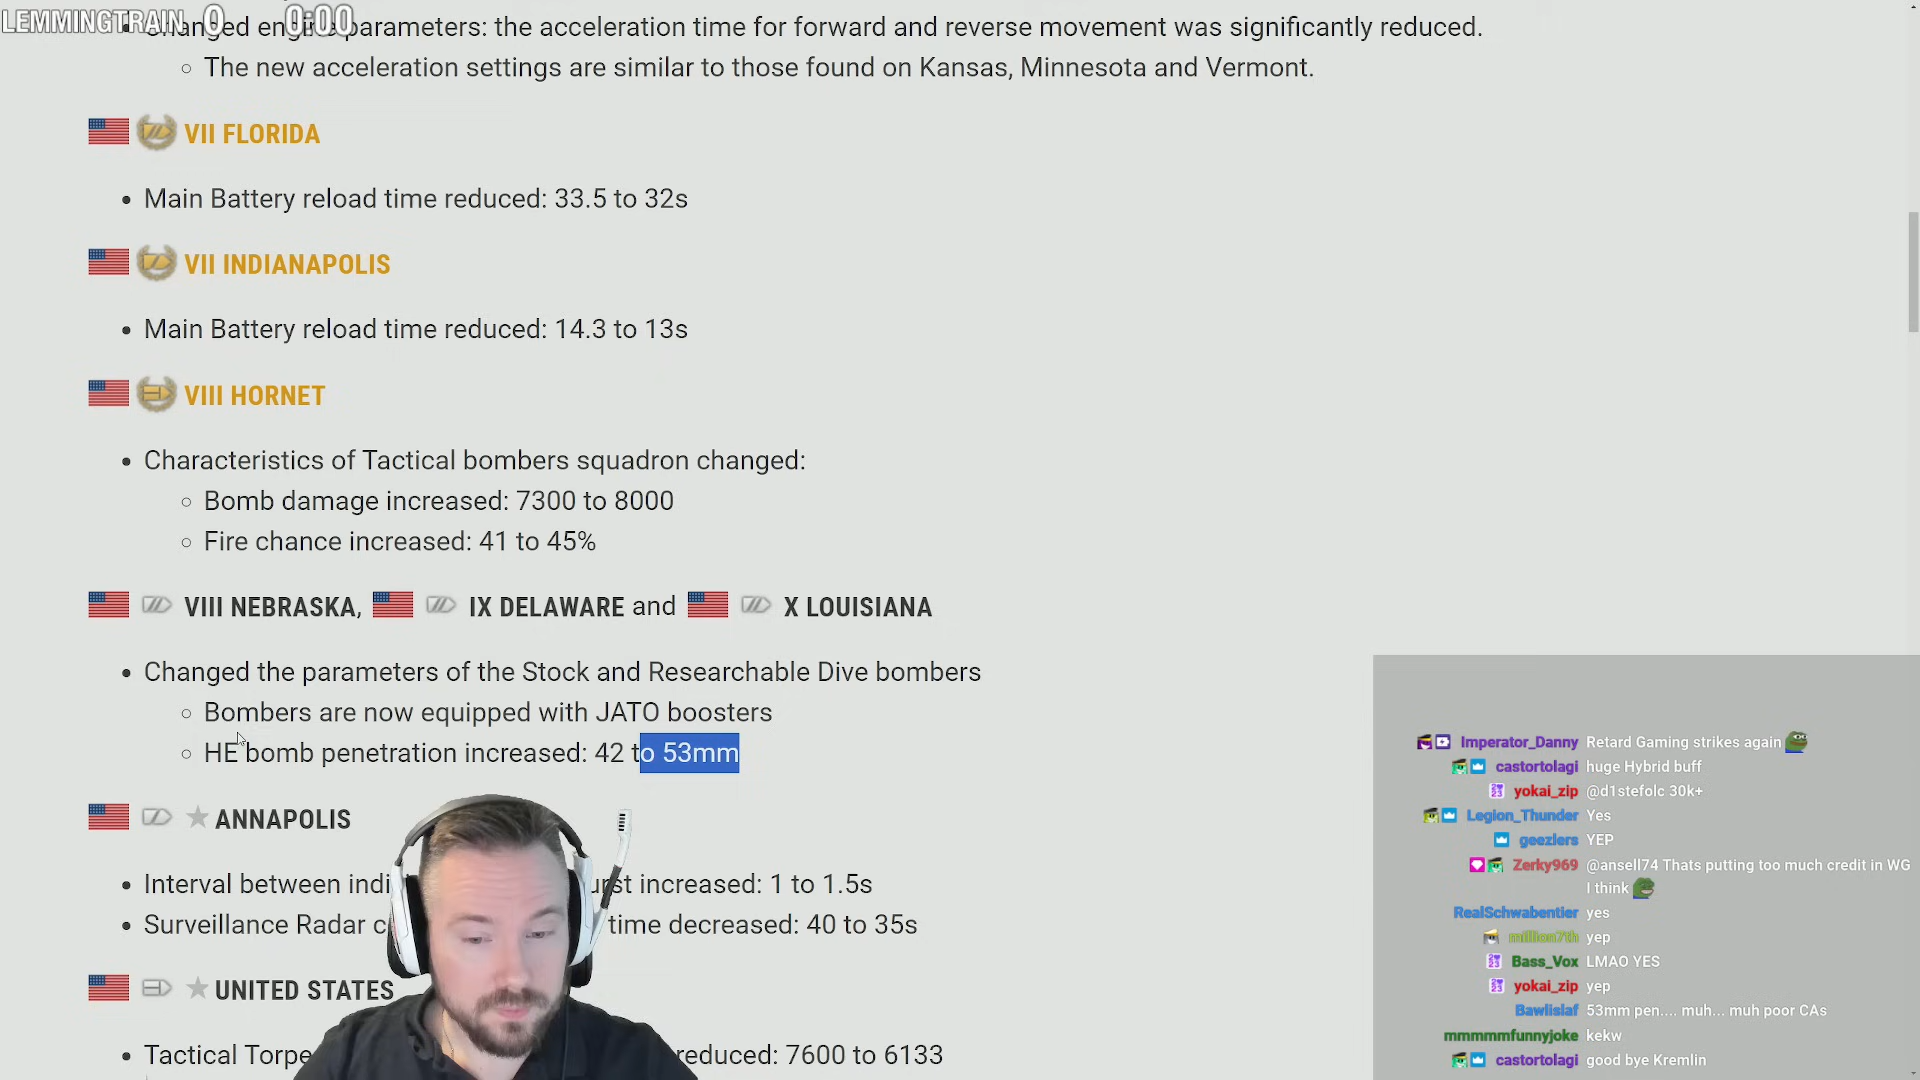 LEMMINGTRAIN 0 0:00
Changed engine parameters: the acceleration time for forward and reverse movement was significantly reduced.
The new acceleration settings are similar to those found on Kansas, Minnesota and Vermont.
VII FLORIDA
Main Battery reload time reduced: 33.5 to 32s
VII INDIANAPOLIS
Main Battery reload time reduced: 14.3 to 13s
VIII HORNET
Characteristics of Tactical bombers squadron changed:
Bomb damage increased: 7300 to 8000
Fire chance increased: 41 to 45%
VIII NEBRASKA, IX DELAWARE and X LOUISIANA
Changed the parameters of the Stock and Researchable Dive bombers
Bombers are now equipped with JATO boosters
HE bomb penetration increased: 42 to 53mm
ANNAPOLIS
Interval between indi urst increased: 1 to 1.5s
Surveillance Radar c time decreased: 40 to 35s
UNITED STATES
Tactical Torpe reduced: 7600 to 6133
Imperator_Danny Retard Gaming strikes again
castortolagi huge Hybrid buff
yokai_zip @d1stefolc 30k+
Legion_Thunder Yes
geezlers YEP
Zerky969 @ansell74 Thats putting too much credit in WG
I think
RealSchwabentier yes
million7th yep
Bass_Vox LMAO YES
yokai_zip yep
Bawlislaf 53mm pen.... muh... muh poor CAs
mmmmmfunnyjoke kekw
castortolagi good bye Kremlin